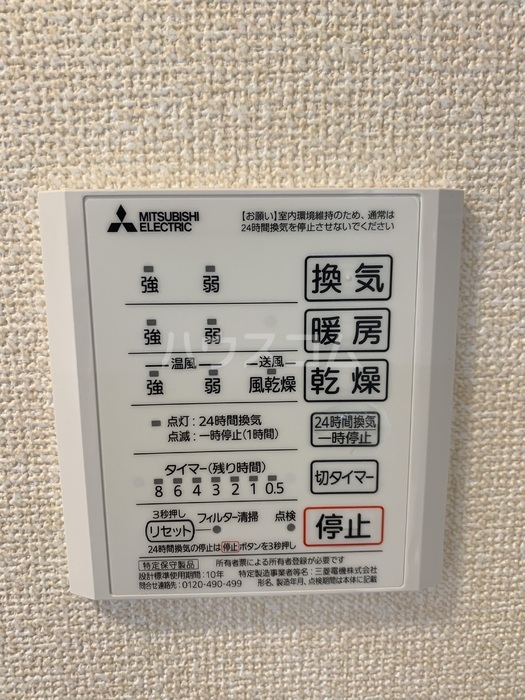 MITSUBISHI
ELECTRIC
【お願い】室内環境維持のため、通常は
24時間換気を停止させないでください
強 弱 換気
強 弱 暖房
温風 送風
強 弱 風乾燥 乾燥
点灯:24時間換気
点滅:一時停止(1時間)
24時間換気
一時停止
タイマー(残り時間)
8 6 4 3 2 1 0.5
切タイマー
3秒押し
リセット フィルター清掃 点検
停止
24時間換気の停止は停止ボタンを3秒押し
特定保守製品 所有者票による所有者登録が必要です
設計標準使用期間:10年 特定製造事業者等名:三菱電機株式会社
問合せ連絡先:0120-490-499 形名、製造年月、点検期間は本体に記載
ハウスコム